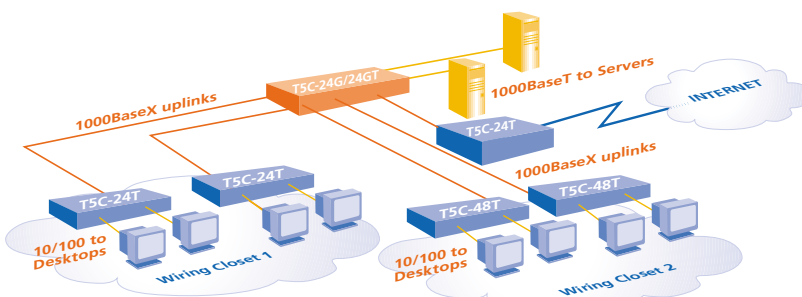 T5C-24G/24GT
1000BaseT to Servers
1000BaseX uplinks
INTERNET
T5C-24T
1000BaseX uplinks
T5C-24T
T5C-24T
T5C-48T
T5C-48T
10/100 to
Desktops
Wiring Closet 1
10/100 to
Desktops
Wiring Closet 2